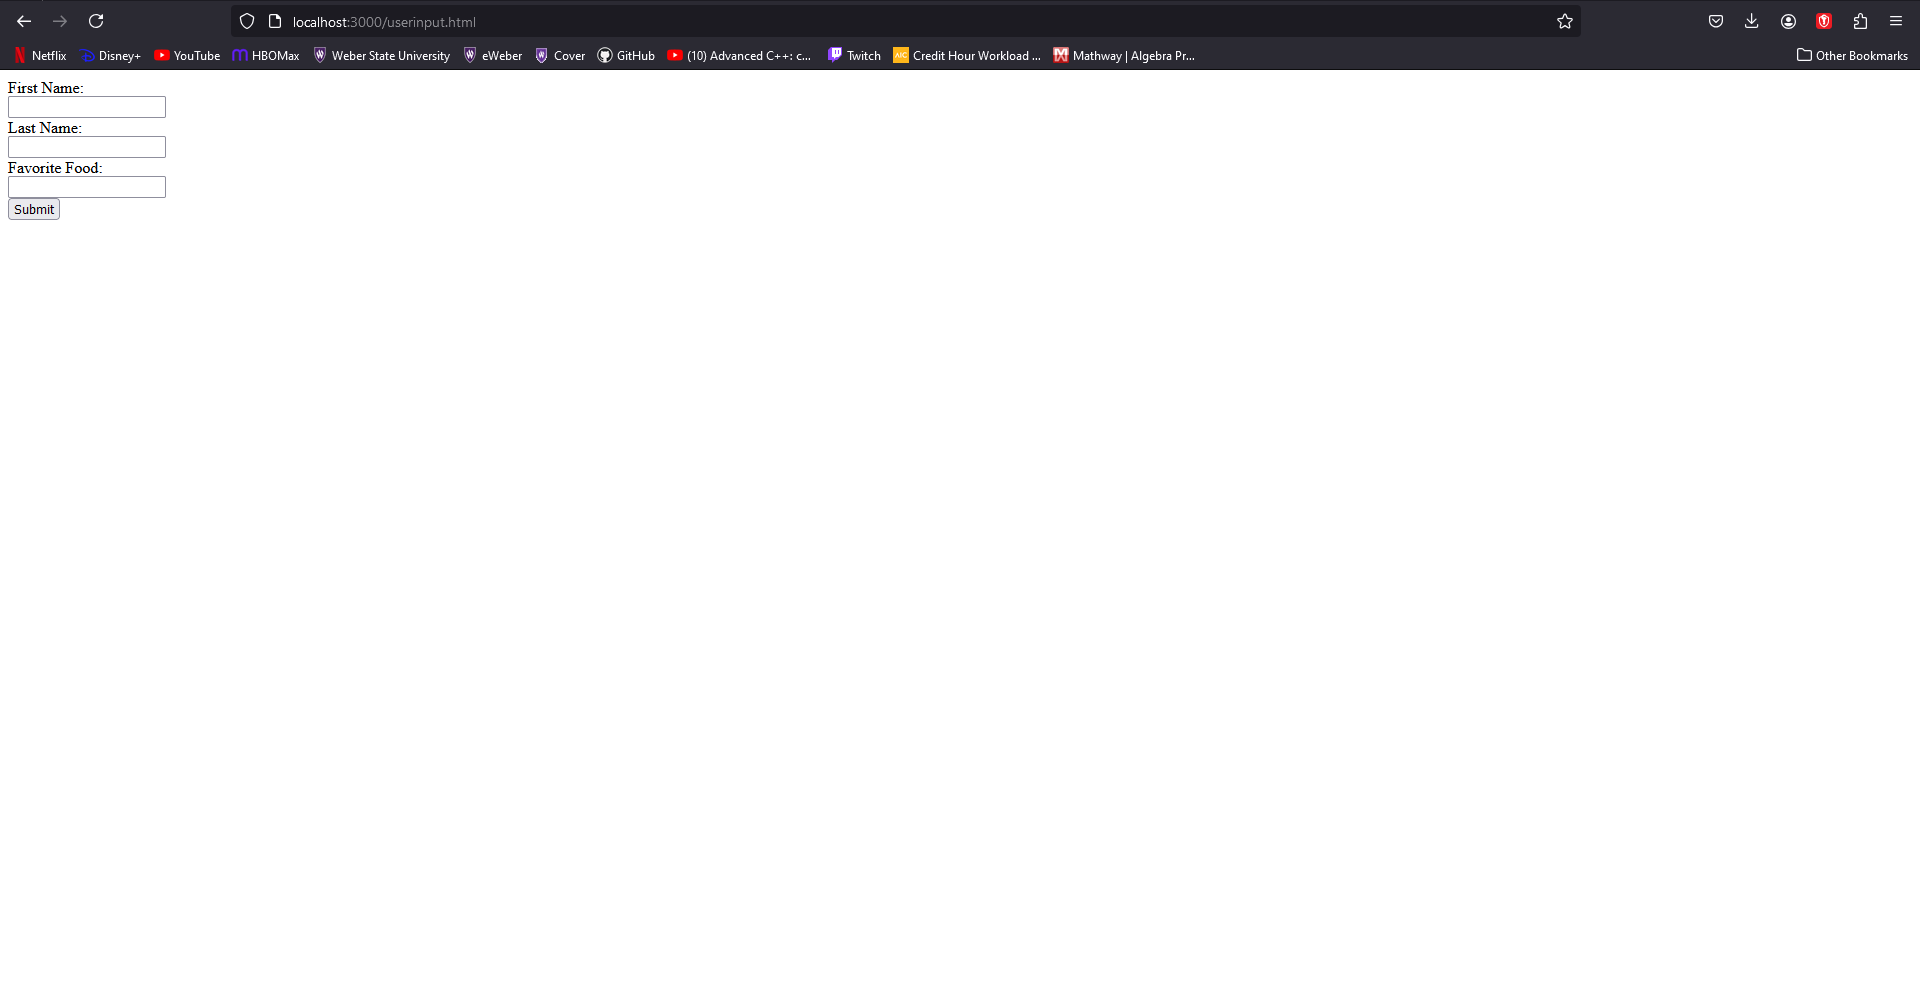 localhost:3000/userinput.html
Netflix Disney+ YouTube HBOMax Weber State University eWeber Cover GitHub (10) Advanced C++: c... Twitch AIC Credit Hour Workload ... Mathway | Algebra Pr... Other Bookmarks
First Name:
Last Name:
Favorite Food:
Submit